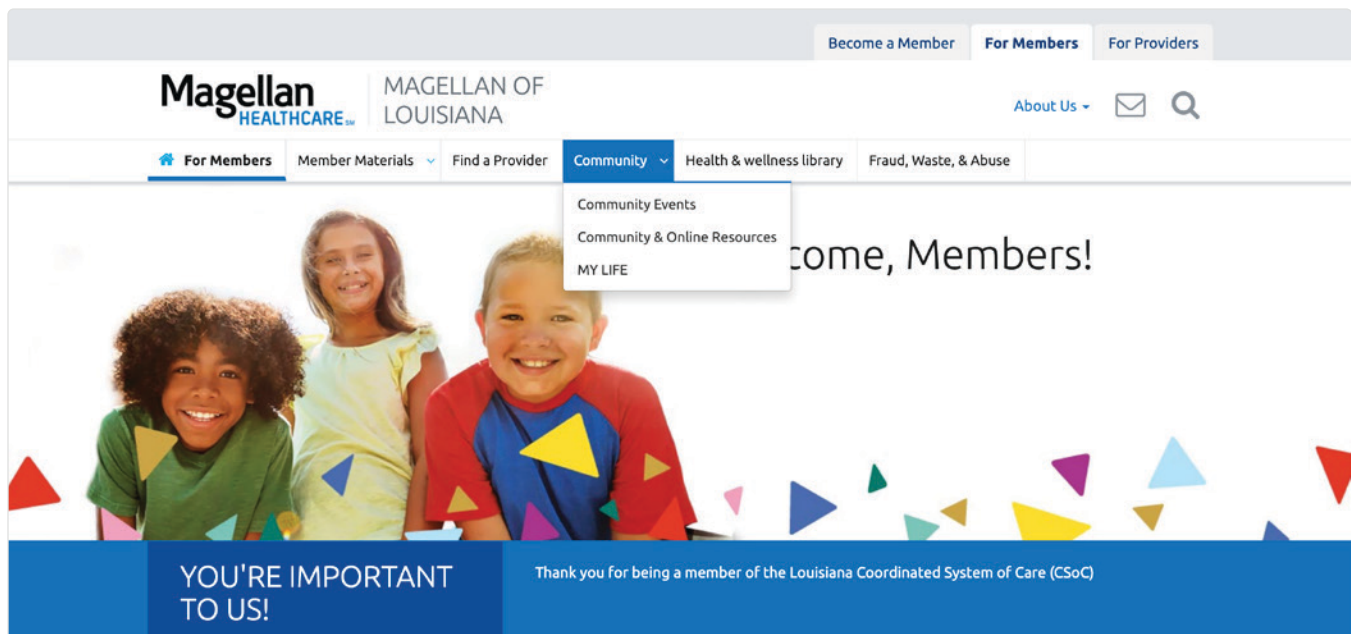 Become a Member For Members For Providers
Magellan
HEALTHCARE SM
MAGELLAN OF
LOUISIANA
About Us
For Members Member Materials Find a Provider Community Health & wellness library Fraud, Waste, & Abuse
Community Events
Community & Online Resources
MY LIFE
come, Members!
YOU'RE IMPORTANT
TO US!
Thank you for being a member of the Louisiana Coordinated System of Care (CSoC)